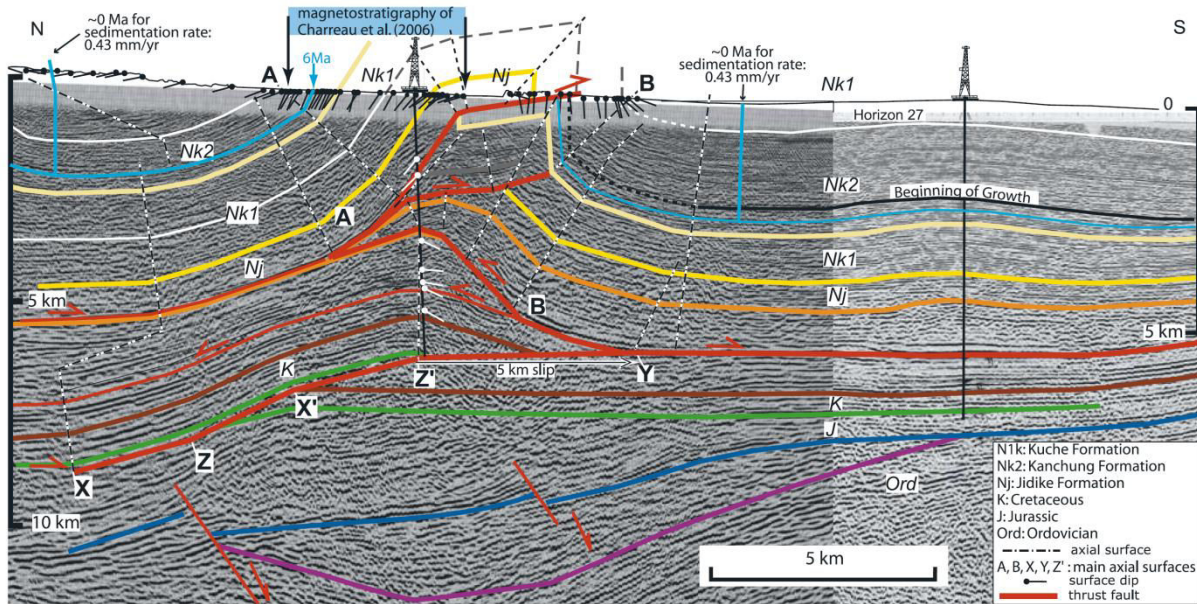 N
S
~0 Ma for
sedimentation rate:
0.43 mm/yr
magnetostratigraphy of
Charreau et al. (2006)
~0 Ma for
sedimentation rate:
0.43 mm/yr
A
6Ma
Nk1
Nj
B
Nk1
0
Horizon 27
Nk2
Nk2
Beginning of Growth
Nk1
A
Nk1
Nj
Nj
5 km
B
5 km
5 km slip
K
Z'
Y
X'
K
J
Z
X
Ord
10 km
5 km
N1k: Kuche Formation
Nk2: Kanchung Formation
Nj: Jidike Formation
K: Cretaceous
J: Jurassic
Ord: Ordovician
axial surface
A, B, X, Y, Z' : main axial surfaces
surface dip
thrust fault